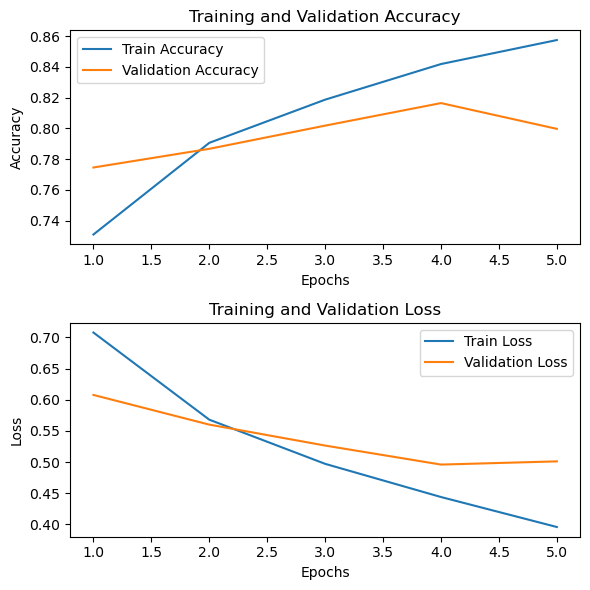 Training and Validation Accuracy
Train Accuracy
Validation Accuracy
Accuracy
0.86
0.84
0.82
0.80
0.78
0.76
0.74
1.0 1.5 2.0 2.5 3.0 3.5 4.0 4.5 5.0
Epochs
Training and Validation Loss
Train Loss
Validation Loss
Loss
0.70
0.65
0.60
0.55
0.50
0.45
0.40
1.0 1.5 2.0 2.5 3.0 3.5 4.0 4.5 5.0
Epochs